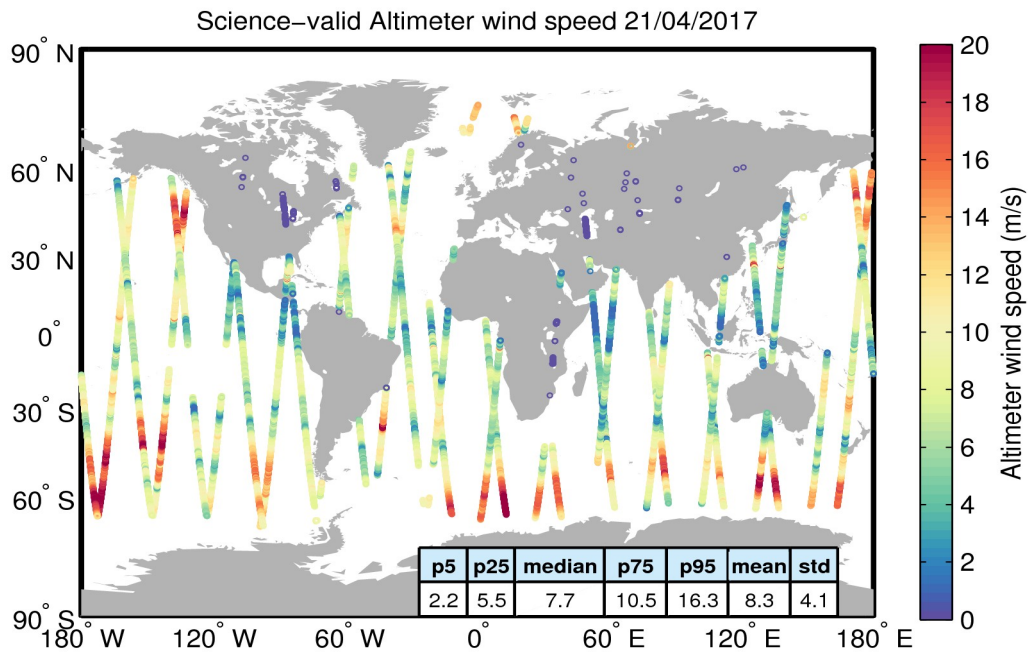 Science−valid Altimeter wind speed 21/04/2017
90° N
60° N
30° N
0°
30° S
60° S
90° S
180° W
120° W
60° W
0°
60° E
120° E
180° E
p5 p25 median p75 p95 mean std
2.2 5.5 7.7 10.5 16.3 8.3 4.1
20
18
16
14
12
10
8
6
4
2
0
Altimeter wind speed (m/s)